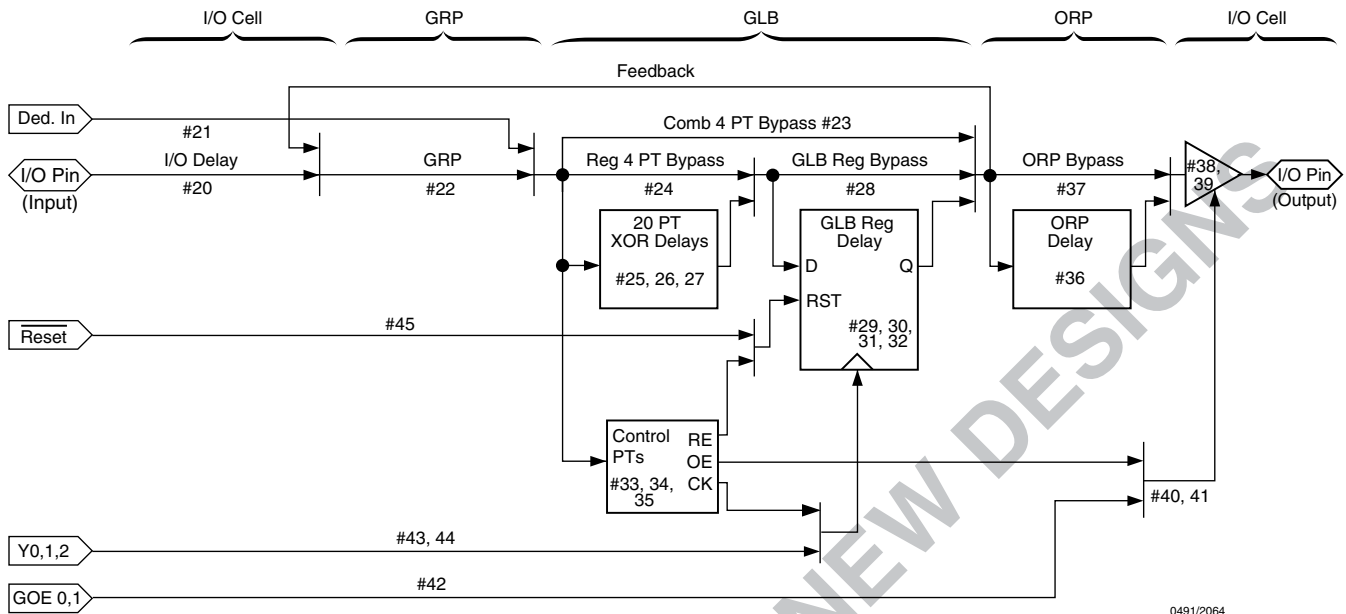 I/O Cell
GRP
GLB
ORP
I/O Cell
Feedback
Ded. In
#21
Comb 4 PT Bypass #23
I/O Pin
(Input)
I/O Delay
#20
GRP
#22
Reg 4 PT Bypass
#24
GLB Reg Bypass
#28
ORP Bypass
#37
#38,
39
I/O Pin
(Output)
20 PT
XOR Delays
#25, 26, 27
GLB Reg
Delay
D
Q
RST
#29, 30,
31, 32
ORP
Delay
#36
Reset
#45
Control
PTs
#33, 34,
35
RE
OE
CK
#40, 41
Y0,1,2
#43, 44
GOE 0,1
#42
0491/2064
NEW DESIGNS